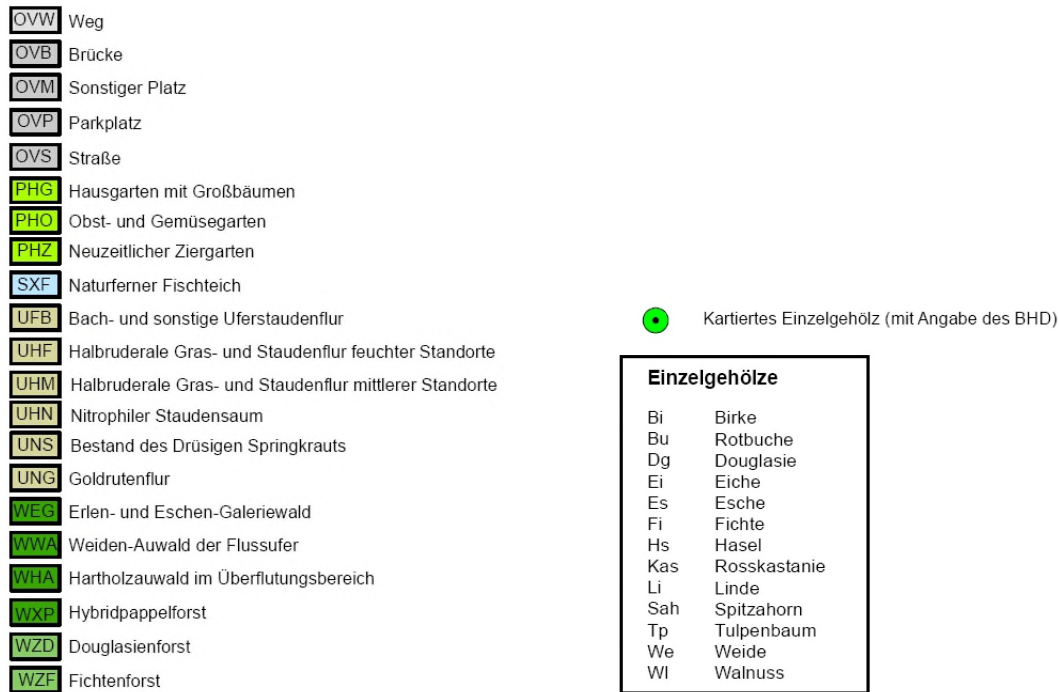 OVW Weg
OVB Brücke
OVM Sonstiger Platz
OVP Parkplatz
OVS Straße
PHG Hausgarten mit Großbäumen
PHO Obst- und Gemüsegarten
PHZ Neuzeitlicher Ziergarten
SXF Naturferner Fischteich
UFB Bach- und sonstige Uferstaudenflur
UHF Halbruderale Gras- und Staudenflur feuchter Standorte
UHM Halbruderale Gras- und Staudenflur mittlerer Standorte
UHN Nitrophiler Staudensaum
UNS Bestand des Drüsigen Springkrauts
UNG Goldrutenflur
WEG Erlen- und Eschen-Galeriewald
WWA Weiden-Auwald der Flussufer
WHA Hartholzauwald im Überflutungsbereich
WXP Hybridpappelforst
WZD Douglasienforst
WZF Fichtenforst
Kartiertes Einzelgehölz (mit Angabe des BHD)
Einzelgehölze
Bi Birke
Bu Rotbuche
Dg Douglasie
Ei Eiche
Es Esche
Fi Fichte
Hs Hasel
Kas Rosskastanie
Li Linde
Sah Spitzahorn
Tp Tulpenbaum
We Weide
Wl Walnuss